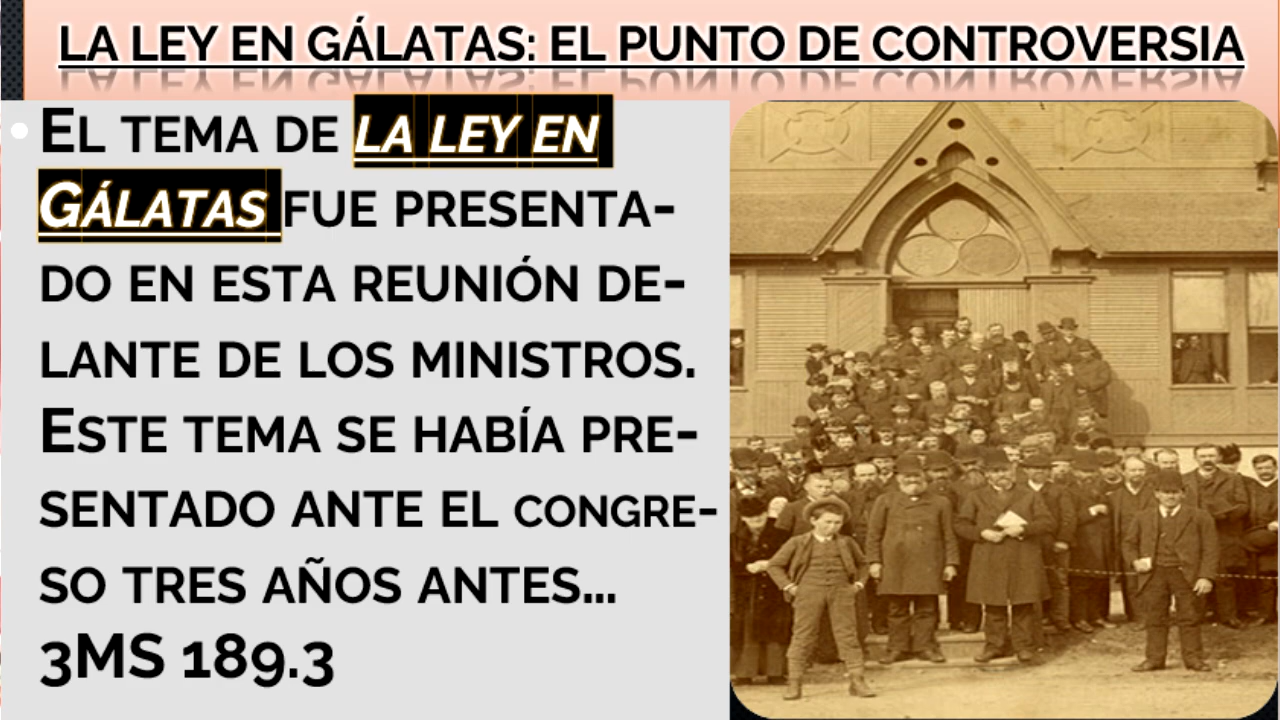 LA LEY EN GÁLATAS: EL PUNTO DE CONTROVERSIA
• EL TEMA DE LA LEY EN
GÁLATAS FUE PRESENTA-
DO EN ESTA REUNIÓN DE-
LANTE DE LOS MINISTROS.
ESTE TEMA SE HABÍA PRE-
SENTADO ANTE EL CONGRE-
SO TRES AÑOS ANTES...
3MS 189.3